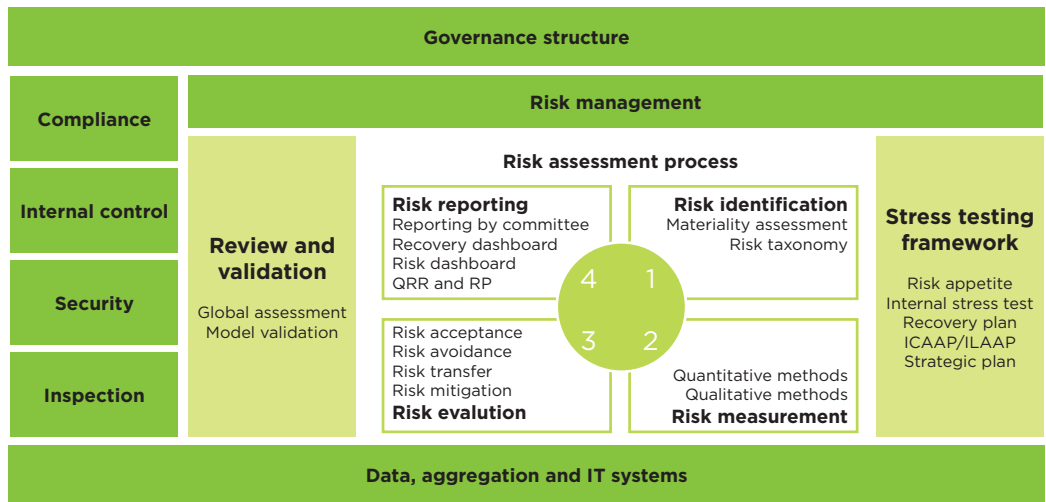 Governance structure
Compliance
Internal control
Security
Inspection
Risk management
Review and
validation
Global assessment
Model validation
Risk assessment process
Risk reporting
Reporting by committee
Recovery dashboard
Risk dashboard
QRR and RP
4
Risk identification
Materiality assessment
Risk taxonomy
1
Risk acceptance
Risk avoidance
Risk transfer
Risk mitigation
Risk evalution
3
Quantitative methods
Qualitative methods
Risk measurement
2
Stress testing
framework
Risk appetite
Internal stress test
Recovery plan
ICAAP/ILAAP
Strategic plan
Data, aggregation and IT systems